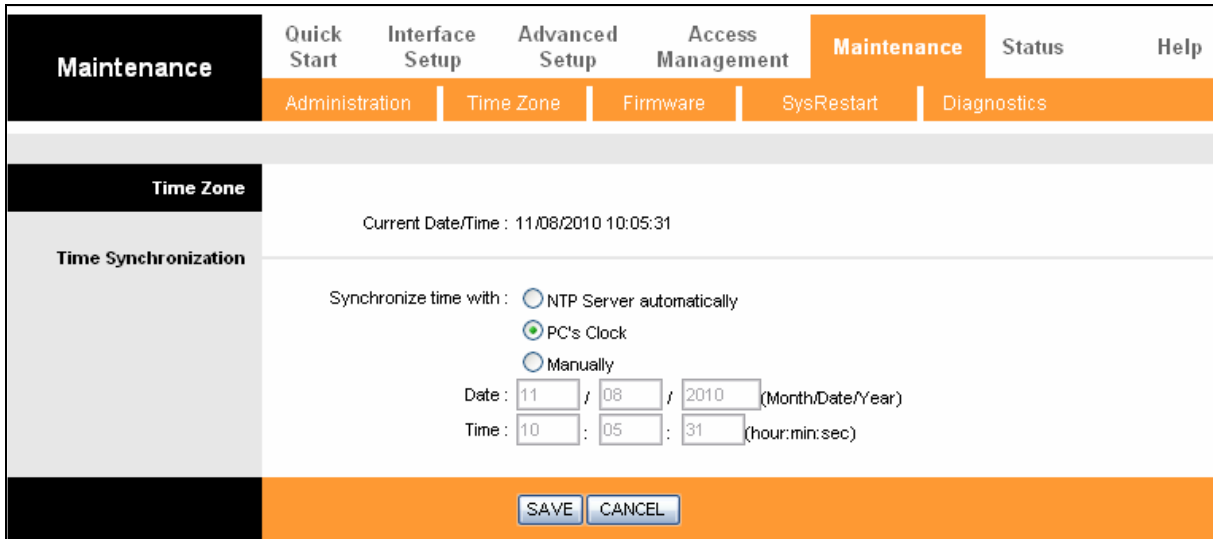 Maintenance
Quick Start
Interface Setup
Advanced Setup
Access Management
Maintenance
Status
Help
Administration
Time Zone
Firmware
SysRestart
Diagnostics
Time Zone
Current Date/Time : 11/08/2010 10:05:31
Time Synchronization
Synchronize time with : NTP Server automatically
PC's Clock
Manually
Date : 11 / 08 / 2010 (Month/Date/Year)
Time : 10 : 05 : 31 (hour:min:sec)
SAVE CANCEL